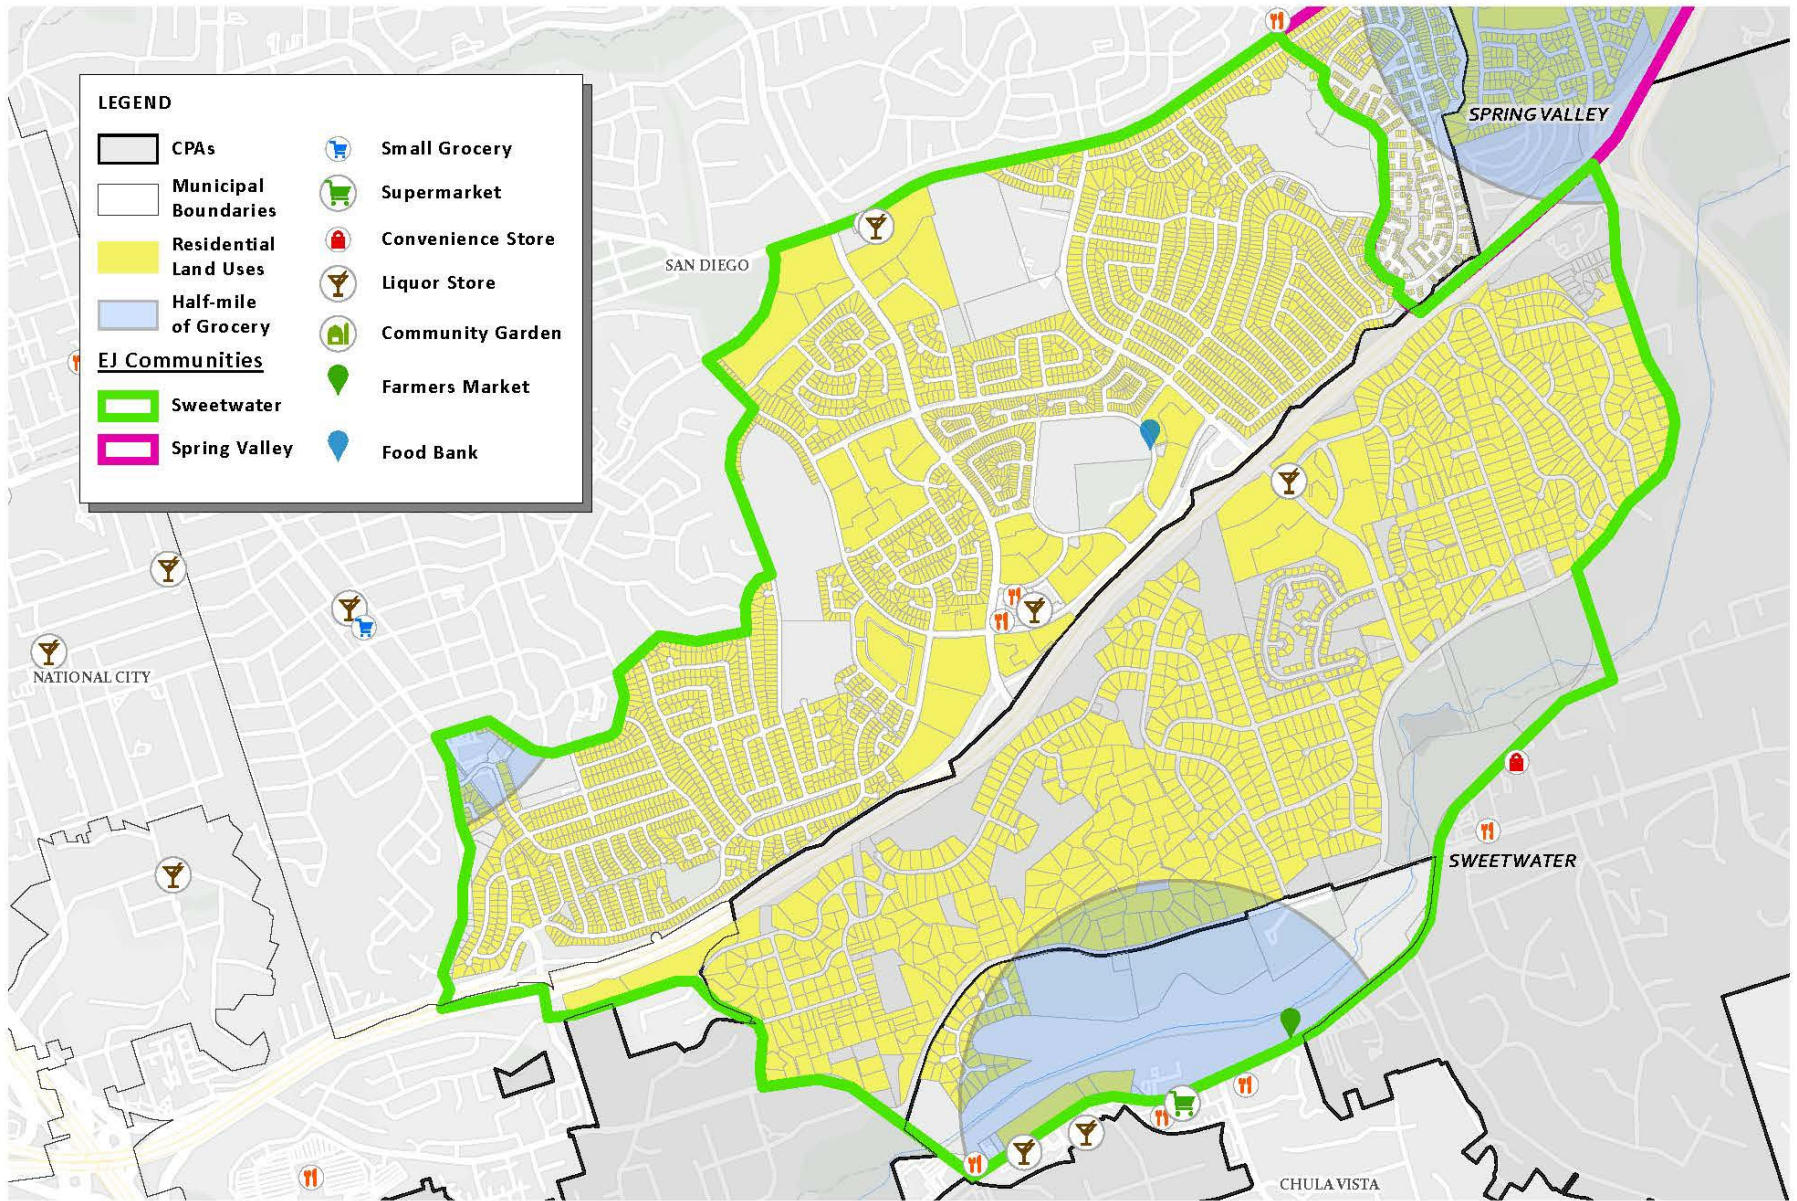 LEGEND
CPAs
Municipal
Boundaries
Residential
Land Uses
Half-mile
of Grocery
EJ Communities
Sweetwater
Spring Valley
Small Grocery
Supermarket
Convenience Store
Liquor Store
Community Garden
Farmers Market
Food Bank
SPRING VALLEY
SAN DIEGO
NATIONAL CITY
SWEETWATER
CHULA VISTA